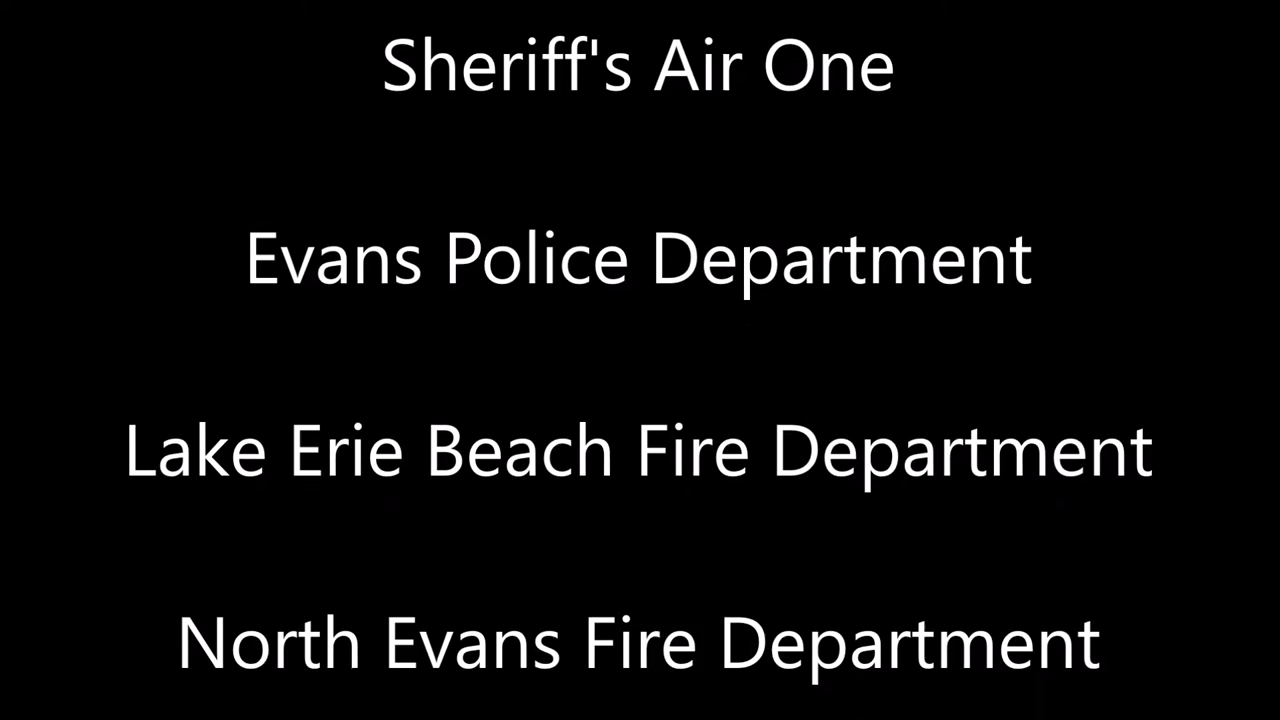 Sheriff's Air One
Evans Police Department
Lake Erie Beach Fire Department
North Evans Fire Department